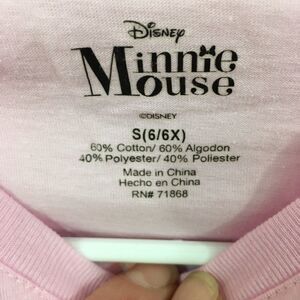 Disney
Minnie
Mouse
©DISNEY
S(6/6X)
60% Cotton/ 60% Algodon
40% Polyester/ 40% Poliester
Made in China
Hecho en China
RN# 71868